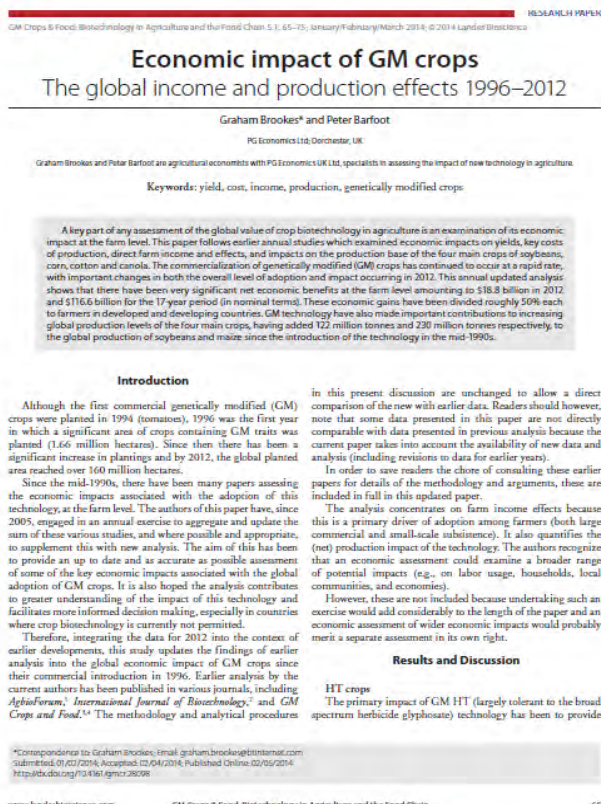 RESEARCH PAPER
GM Crops & Food: Biotechnology in Agriculture and the Food Chain 5:1, 65–75; January/February/March 2014; © 2014 Landes Bioscience
Economic impact of GM crops
The global income and production effects 1996–2012
Graham Brookes* and Peter Barfoot
PG Economics Ltd; Dorchester, UK
Graham Brookes and Peter Barfoot are agricultural economists with PG Economics UK Ltd, specialists in assessing the impact of new technology in agriculture.
Keywords: yield, cost, income, production, genetically modified crops
A key part of any assessment of the global value of crop biotechnology in agriculture is an examination of its economic
impact at the farm level. This paper follows earlier annual studies which examined economic impacts on yields, key costs
of production, direct farm income and effects, and impacts on the production base of the four main crops of soybeans,
corn, cotton and canola. The commercialization of genetically modified (GM) crops has continued to occur at a rapid rate,
with important changes in both the overall level of adoption and impact occurring in 2012. This annual updated analysis
shows that there have been very significant net economic benefits at the farm level amounting to $18.8 billion in 2012
and $116.6 billion for the 17-year period (in nominal terms). These economic gains have been divided roughly 50% each
to farmers in developed and developing countries. GM technology have also made important contributions to increasing
global production levels of the four main crops, having added 122 million tonnes and 230 million tonnes respectively, to
the global production of soybeans and maize since the introduction of the technology in the mid-1990s.
Introduction
Although the first commercial genetically modified (GM)
crops were planted in 1994 (tomatoes), 1996 was the first year
in which a significant area of crops containing GM traits was
planted (1.66 million hectares). Since then there has been a
significant increase in plantings and by 2012, the global planted
area reached over 160 million hectares.
Since the mid-1990s, there have been many papers assessing
the economic impacts associated with the adoption of this
technology, at the farm level. The authors of this paper have, since
2005, engaged in an annual exercise to aggregate and update the
sum of these various studies, and where possible and appropriate,
to supplement this with new analysis. The aim of this has been
to provide an up to date and as accurate as possible assessment
of some of the key economic impacts associated with the global
adoption of GM crops. It is also hoped the analysis contributes
to greater understanding of the impact of this technology and
facilitates more informed decision making, especially in countries
where crop biotechnology is currently not permitted.
Therefore, integrating the data for 2012 into the context of
earlier developments, this study updates the findings of earlier
analysis into the global economic impact of GM crops since
their commercial introduction in 1996. Earlier analysis by the
current authors has been published in various journals, including
AgbioForum,¹ International Journal of Biotechnology,² and GM
Crops and Food.³,⁴ The methodology and analytical procedures
in this present discussion are unchanged to allow a direct
comparison of the new with earlier data. Readers should however,
note that some data presented in this paper are not directly
comparable with data presented in previous analysis because the
current paper takes into account the availability of new data and
analysis (including revisions to data for earlier years).
In order to save readers the chore of consulting these earlier
papers for details of the methodology and arguments, these are
included in full in this updated paper.
The analysis concentrates on farm income effects because
this is a primary driver of adoption among farmers (both large
commercial and small-scale subsistence). It also quantifies the
(net) production impact of the technology. The authors recognize
that an economic assessment could examine a broader range
of potential impacts (e.g., on labor usage, households, local
communities, and economies).
However, these are not included because undertaking such an
exercise would add considerably to the length of the paper and an
economic assessment of wider economic impacts would probably
merit a separate assessment in its own right.
Results and Discussion
HT crops
The primary impact of GM HT (largely tolerant to the broad
spectrum herbicide glyphosate) technology has been to provide
*Correspondence to: Graham Brookes; Email: graham.brookes@btinternet.com
Submitted: 01/02/2014; Accepted: 02/04/2014; Published Online: 02/05/2014
http://dx.doi.org/10.4161/gmcr.28098